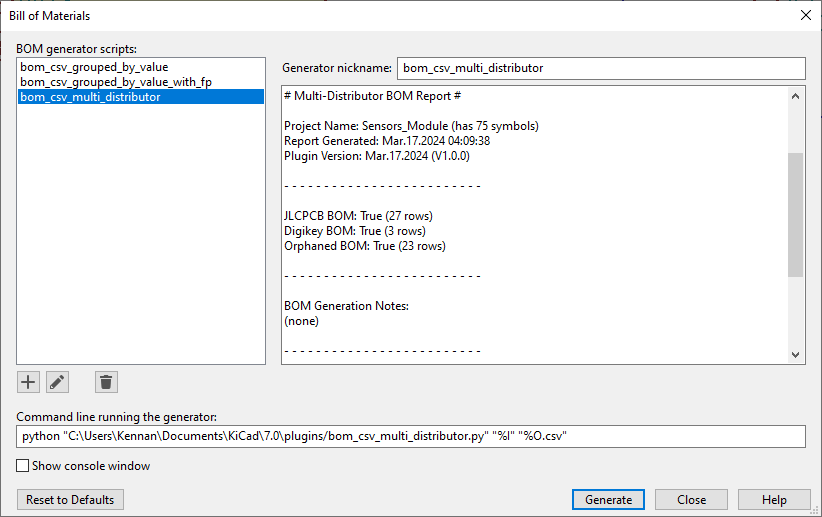 Bill of Materials
BOM generator scripts:
bom_csv_grouped_by_value
bom_csv_grouped_by_value_with_fp
bom_csv_multi_distributor
Generator nickname: bom_csv_multi_distributor
# Multi-Distributor BOM Report #
Project Name: Sensors_Module (has 75 symbols)
Report Generated: Mar.17.2024 04:09:38
Plugin Version: Mar.17.2024 (V1.0.0)
- - - - - - - - - - - - - - - - - - - - - - - - -
JLCPCB BOM: True (27 rows)
Digikey BOM: True (3 rows)
Orphaned BOM: True (23 rows)
- - - - - - - - - - - - - - - - - - - - - - - - -
BOM Generation Notes:
(none)
- - - - - - - - - - - - - - - - - - - - - - - - -
Command line running the generator:
python "C:\Users\Kennan\Documents\KiCad\7.0\plugins/bom_csv_multi_distributor.py" "%I" "%O.csv"
Show console window
Reset to Defaults
Generate
Close
Help